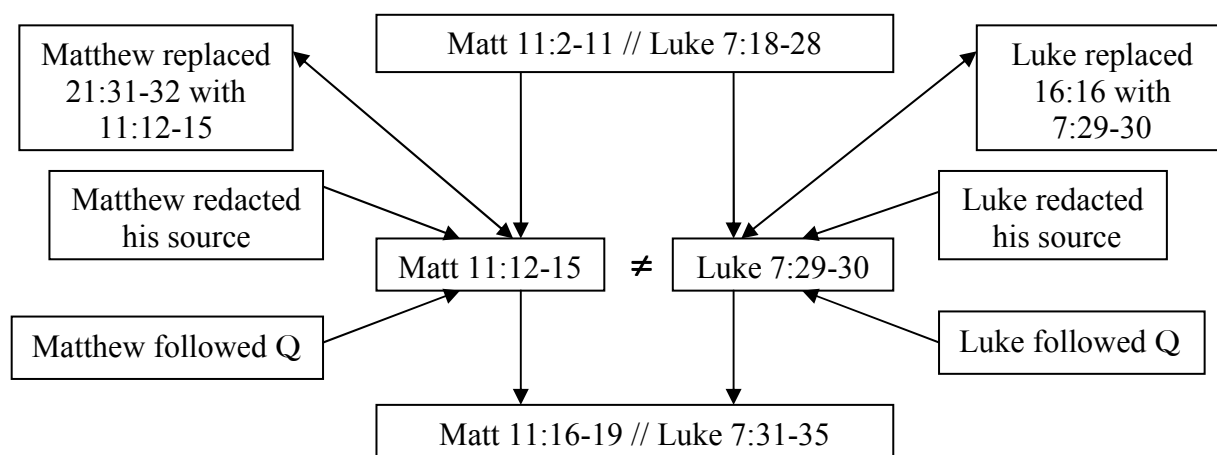 Matthew replaced
21:31-32 with
11:12-15
Matt 11:2-11 // Luke 7:18-28
Luke replaced
16:16 with
7:29-30
Matthew redacted
his source
Luke redacted
his source
Matt 11:12-15
≠
Luke 7:29-30
Matthew followed Q
Luke followed Q
Matt 11:16-19 // Luke 7:31-35